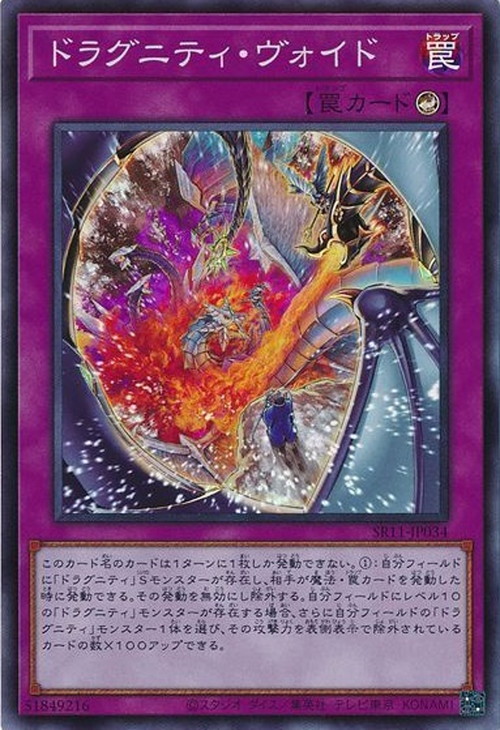 ドラグニティ・ヴォイド
トラップ
罠
【罠カード】
SR11-JP034
このカード名のカードは1ターンに1枚しか発動できない。①:自分フィールド
に「ドラグニティ」Sモンスターが存在し、相手が魔法・罠カードを発動した
時に発動できる。その発動を無効にし除外する。自分フィールドにレベル10
の「ドラグニティ」モンスターが存在する場合、さらに自分フィールドの「ドラ
グニティ」モンスター1体を選び、その攻撃力を表側表示で除外されている
カードの数×100アップできる。
51849216
©スタジオ・ダイス/集英社・テレビ東京・KONAMI